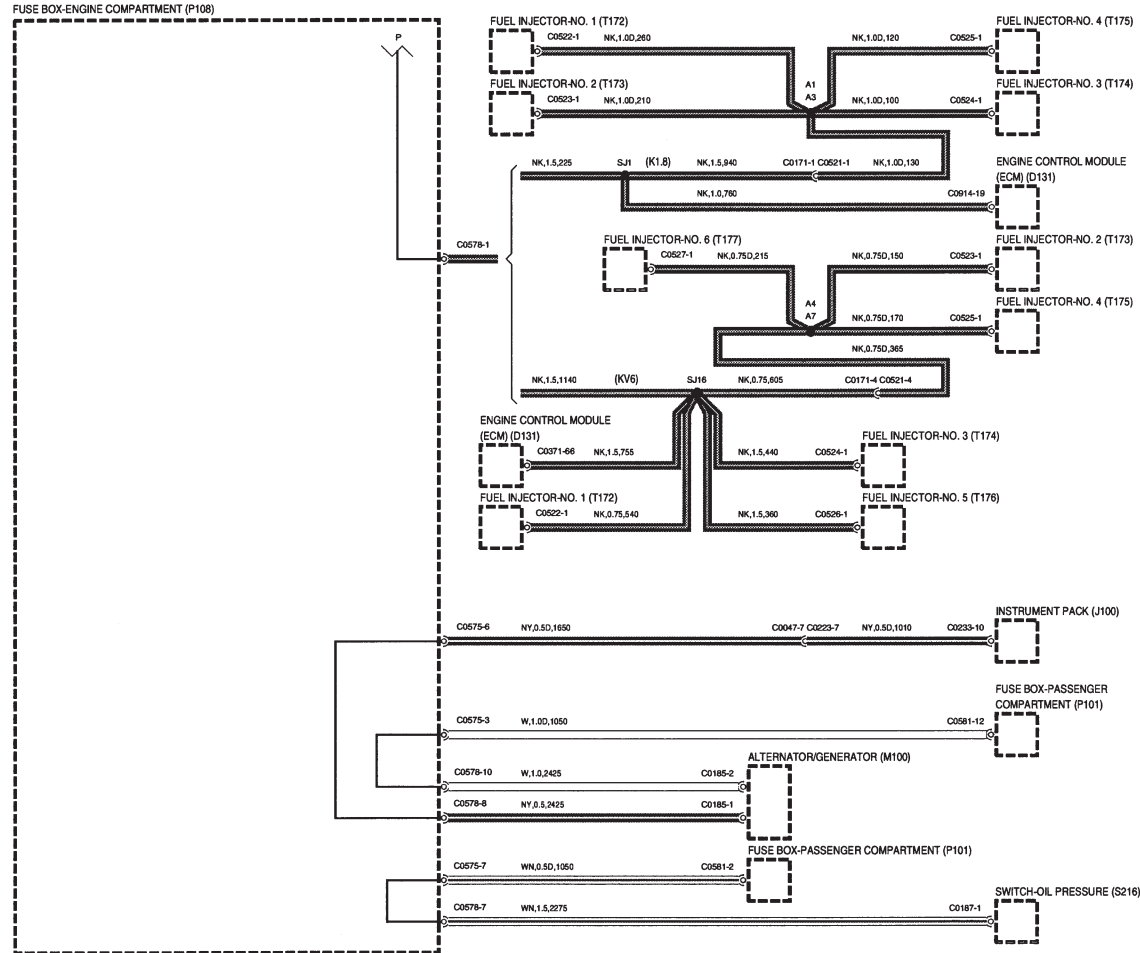 FUSE BOX-ENGINE COMPARTMENT (P108)
P
FUEL INJECTOR-NO. 1 (T172)
C0522-1 NK,1.0D,260
FUEL INJECTOR-NO. 4 (T175)
NK,1.0D,120 C0525-1
FUEL INJECTOR-NO. 2 (T173)
C0523-1 NK,1.0D,210
A1
A3
FUEL INJECTOR-NO. 3 (T174)
NK,1.0D,100 C0524-1
NK,1.5,225 SJ1 (K1.8) NK,1.5,940 C0171-1 C0521-1 NK,1.0D,130
ENGINE CONTROL MODULE
(ECM) (D131)
NK,1.0,760 C0914-19
C0578-1
FUEL INJECTOR-NO. 6 (T177)
C0527-1 NK,0.75D,215
FUEL INJECTOR-NO. 2 (T173)
NK,0.75D,150 C0523-1
A4
A7
FUEL INJECTOR-NO. 4 (T175)
NK,0.75D,170 C0525-1
NK,0.75D,365
NK,1.5,1140 (KV6) SJ16 NK,0.75,605 C0171-4 C0521-4
ENGINE CONTROL MODULE
(ECM) (D131)
C0371-66 NK,1.5,755
FUEL INJECTOR-NO. 3 (T174)
NK,1.5,440 C0524-1
FUEL INJECTOR-NO. 1 (T172)
C0522-1 NK,0.75,540
FUEL INJECTOR-NO. 5 (T176)
NK,1.5,360 C0526-1
INSTRUMENT PACK (J100)
C0575-6 NY,0.5D,1650 C0047-7 C0223-7 NY,0.5D,1010 C0233-10
FUSE BOX-PASSENGER
COMPARTMENT (P101)
C0575-3 W,1.0D,1050 C0581-12
ALTERNATOR/GENERATOR (M100)
C0578-10 W,1.0,2425 C0185-2
C0578-8 NY,0.5,2425 C0185-1
FUSE BOX-PASSENGER COMPARTMENT (P101)
C0575-7 WN,0.5D,1050 C0581-2
SWITCH-OIL PRESSURE (S216)
C0578-7 WN,1.5,2275 C0187-1